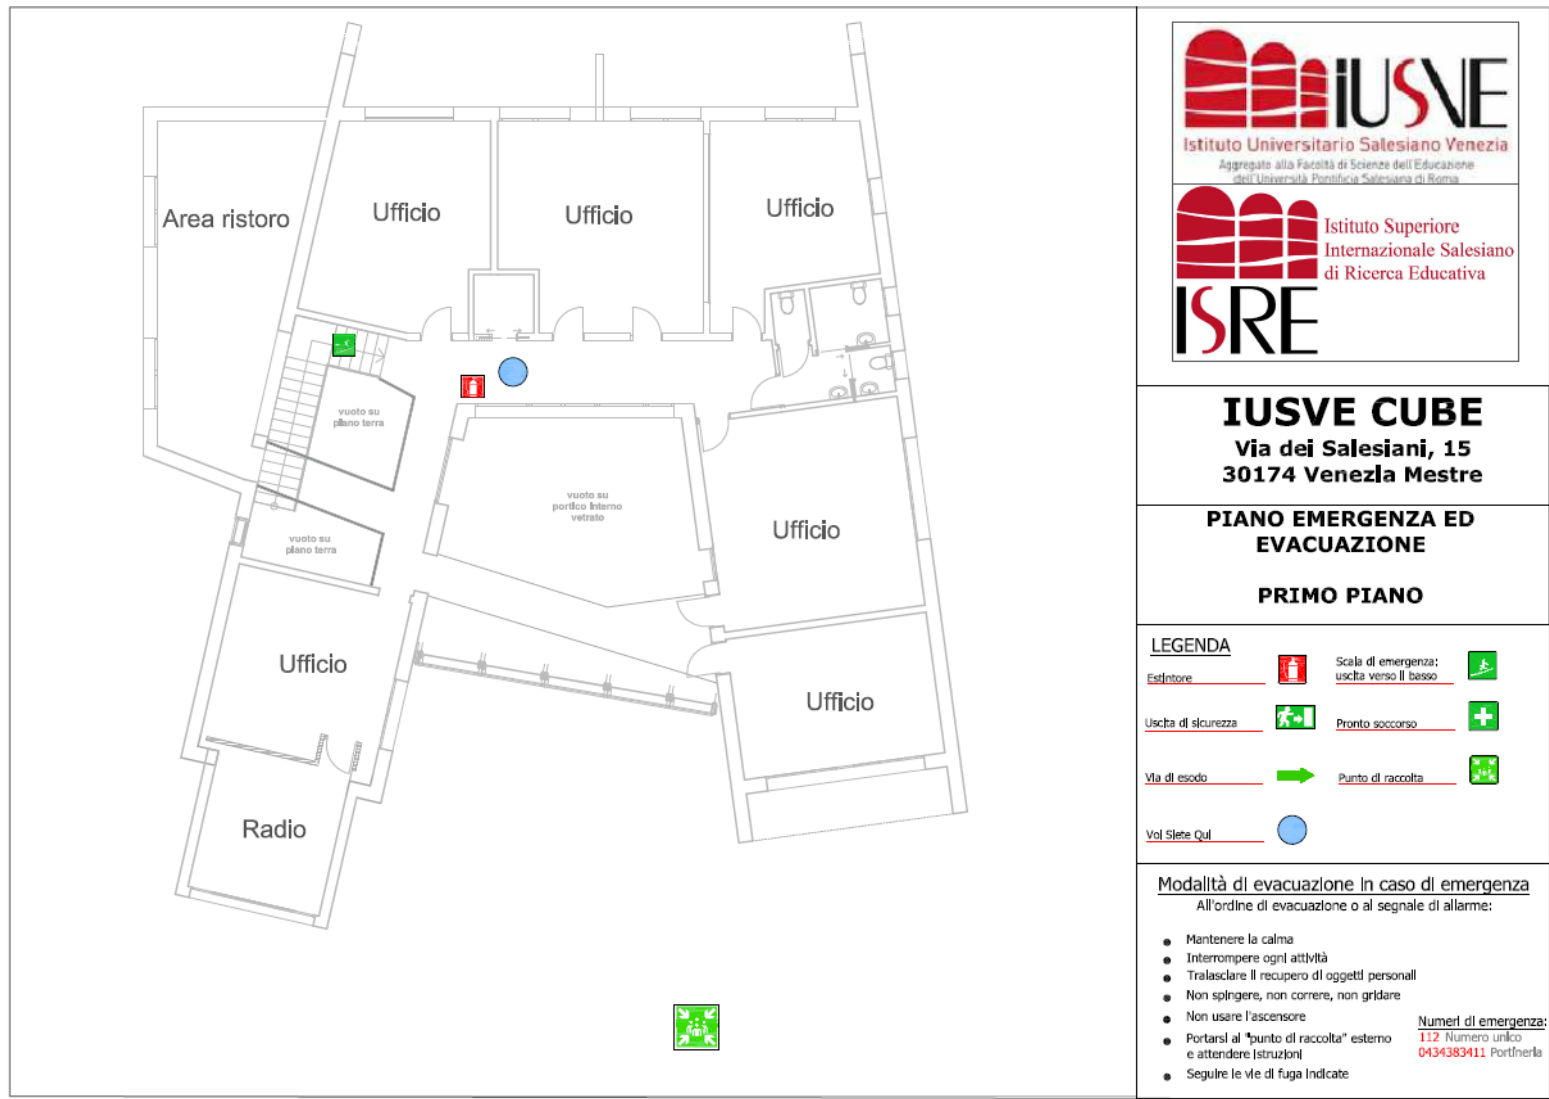 Area ristoro
Ufficio
Ufficio
Ufficio
vuoto su
piano terra
vuoto su
portico interno
vetrato
vuoto su
piano terra
Ufficio
Ufficio
Ufficio
Radio
IUSVE
Istituto Universitario Salesiano Venezia
Aggregato alla Facoltà di Scienze dell'Educazione
dell'Università Pontificia Salesiana di Roma
Istituto Superiore
Internazionale Salesiano
di Ricerca Educativa
ISRE
IUSVE CUBE
Via dei Salesiani, 15
30174 Venezia Mestre
PIANO EMERGENZA ED
EVACUAZIONE
PRIMO PIANO
LEGENDA
Estintore
Scala di emergenza;
uscita verso il basso
Uscita di sicurezza
Pronto soccorso
Via di esodo
Punto di raccolta
Voi Siete Qui
Modalità di evacuazione in caso di emergenza
All'ordine di evacuazione o al segnale di allarme:
Mantenere la calma
Interrompere ogni attività
Tralasciare il recupero di oggetti personali
Non spingere, non correre, non gridare
Non usare l'ascensore
Portarsi al "punto di raccolta" esterno
e attendere istruzioni
Seguire le vie di fuga indicate
Numeri di emergenza:
112 Numero unico
0434383411 Portineria